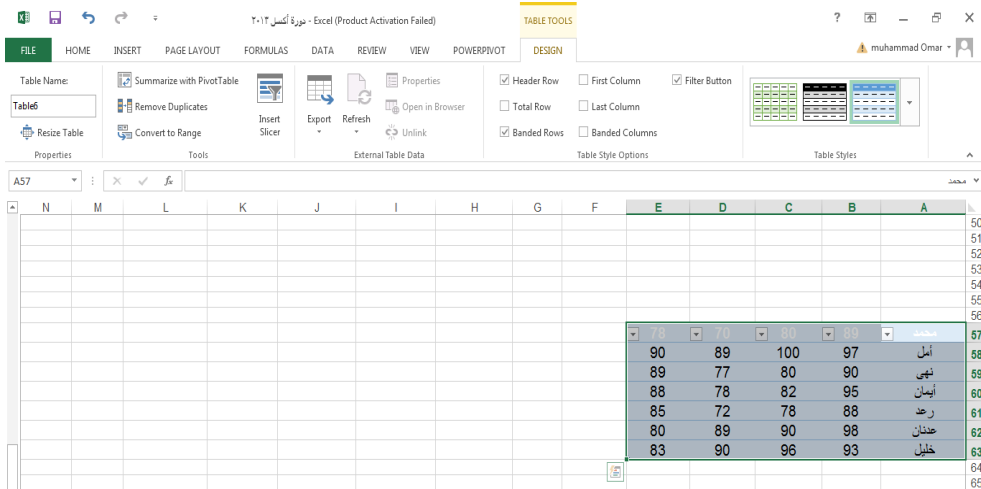 دورة أكسل ٢٠١٣ - Excel (Product Activation Failed)
TABLE TOOLS
?
FILE HOME INSERT PAGE LAYOUT FORMULAS DATA REVIEW VIEW POWERPIVOT DESIGN
muhammad Omar
Table Name:
Table6
Resize Table
Properties
Summarize with PivotTable
Remove Duplicates
Convert to Range
Insert
Slicer
Tools
Export Refresh
Properties
Open in Browser
Unlink
External Table Data
Header Row First Column Filter Button
Total Row Last Column
Banded Rows Banded Columns
Table Style Options
Table Styles
A57 fx محمد
N M L K J I H G F E D C B A
50
51
52
53
54
55
56
78 70 80 89 محمد 57
90 89 100 97 أمل 58
89 77 80 90 نهى 59
88 78 82 95 أيمان 60
85 72 78 88 رعد 61
80 89 90 98 عدنان 62
83 90 96 93 خليل 63
64
65